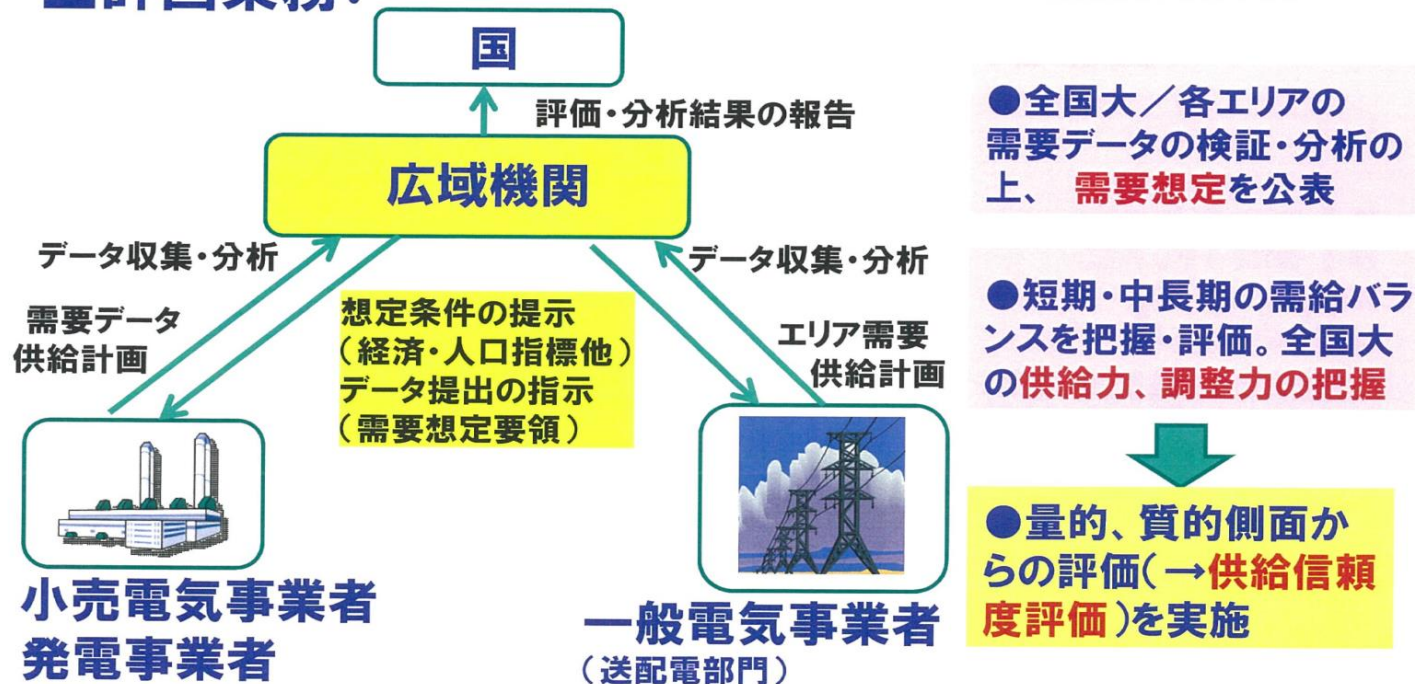 国
評価・分析結果の報告
広域機関
データ収集・分析
需要データ
供給計画
想定条件の提示
（経済・人口指標他）
データ提出の指示
（需要想定要領）
データ収集・分析
エリア需要
供給計画
小売電気事業者
発電事業者
一般電気事業者
（送配電部門）
●全国大／各エリアの
需要データの検証・分析の
上、 需要想定を公表
●短期・中長期の需給バラ
ンスを把握・評価。全国大
の供給力、調整力の把握
●量的、質的側面か
らの評価（→供給信頼
度評価）を実施